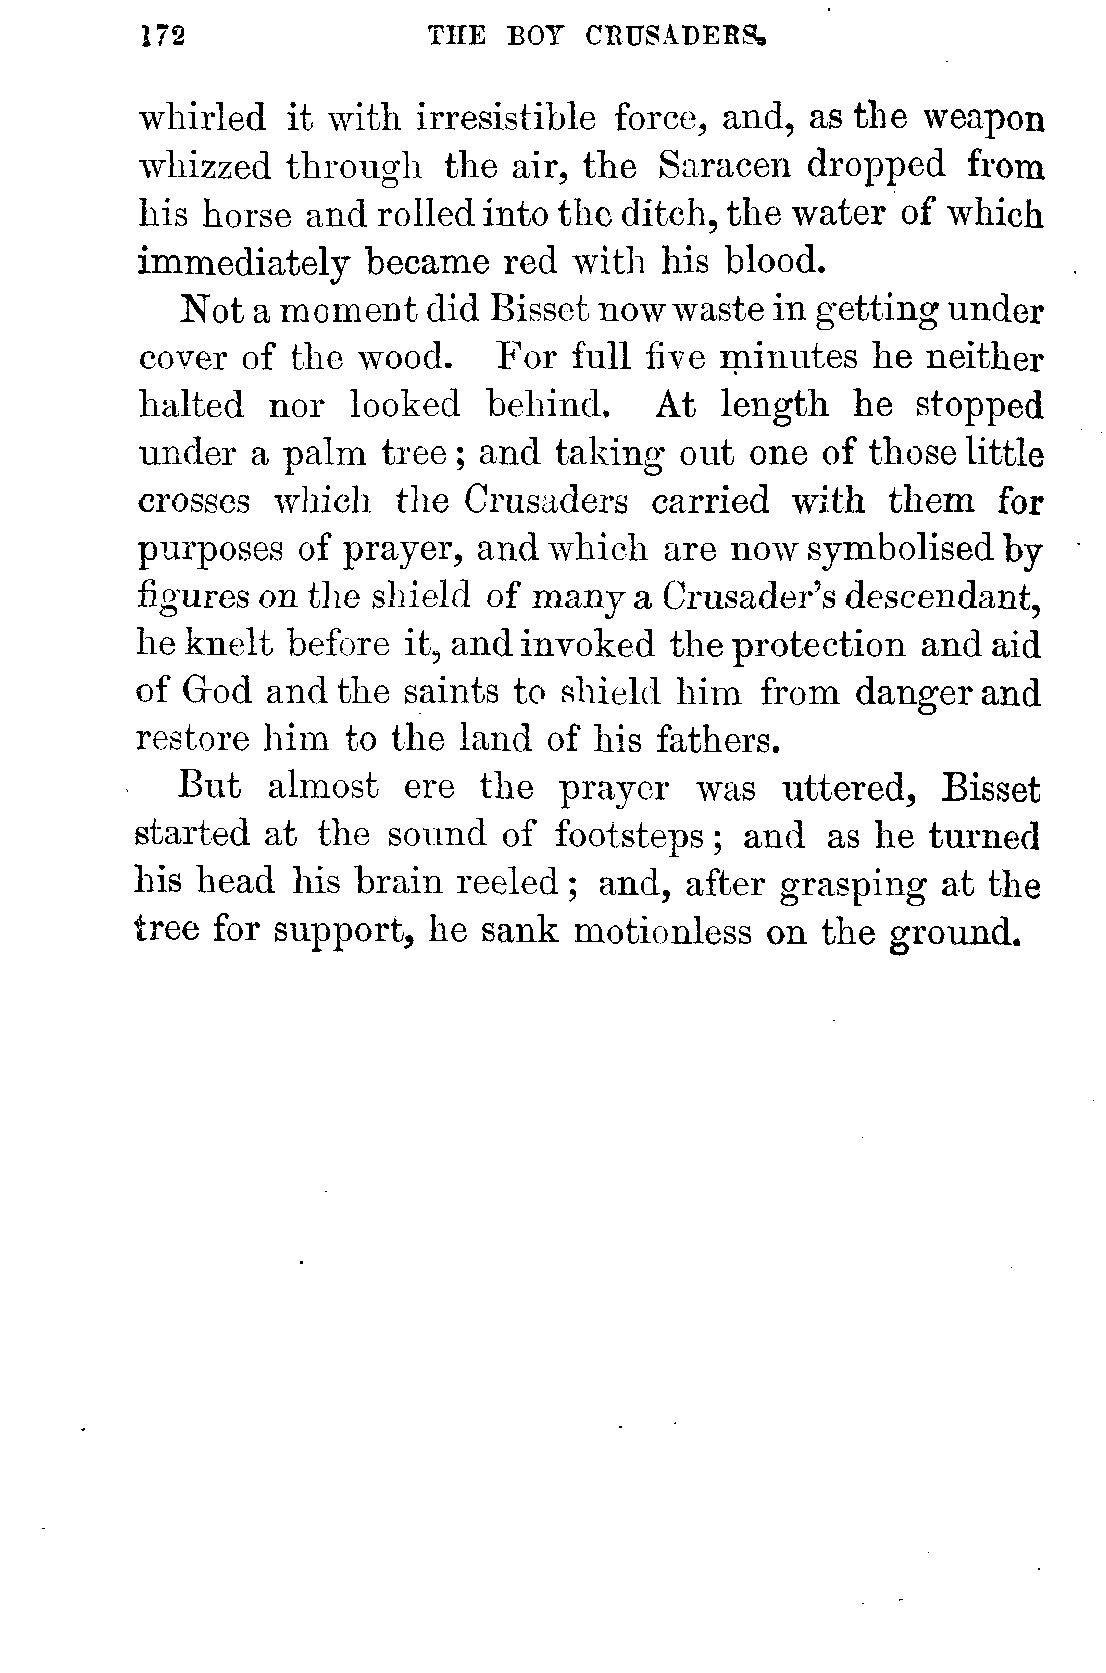 172 THE BOY CRUSADERS.
whirled it with irresistible force, and, as the weapon
whizzed through the air, the Saracen dropped from
his horse and rolled into the ditch, the water of which
immediately became red with his blood.
Not a moment did Bisset now waste in getting under
cover of the wood. For full five minutes he neither
halted nor looked behind. At length he stopped
under a palm tree; and taking out one of those little
crosses which the Crusaders carried with them for
purposes of prayer, and which are now symbolised by
figures on the shield of many a Crusader's descendant,
he knelt before it, and invoked the protection and aid
of God and the saints to shield him from danger and
restore him to the land of his fathers.
But almost ere the prayer was uttered, Bisset
started at the sound of footsteps; and as he turned
his head his brain reeled; and, after grasping at the
tree for support, he sank motionless on the ground.